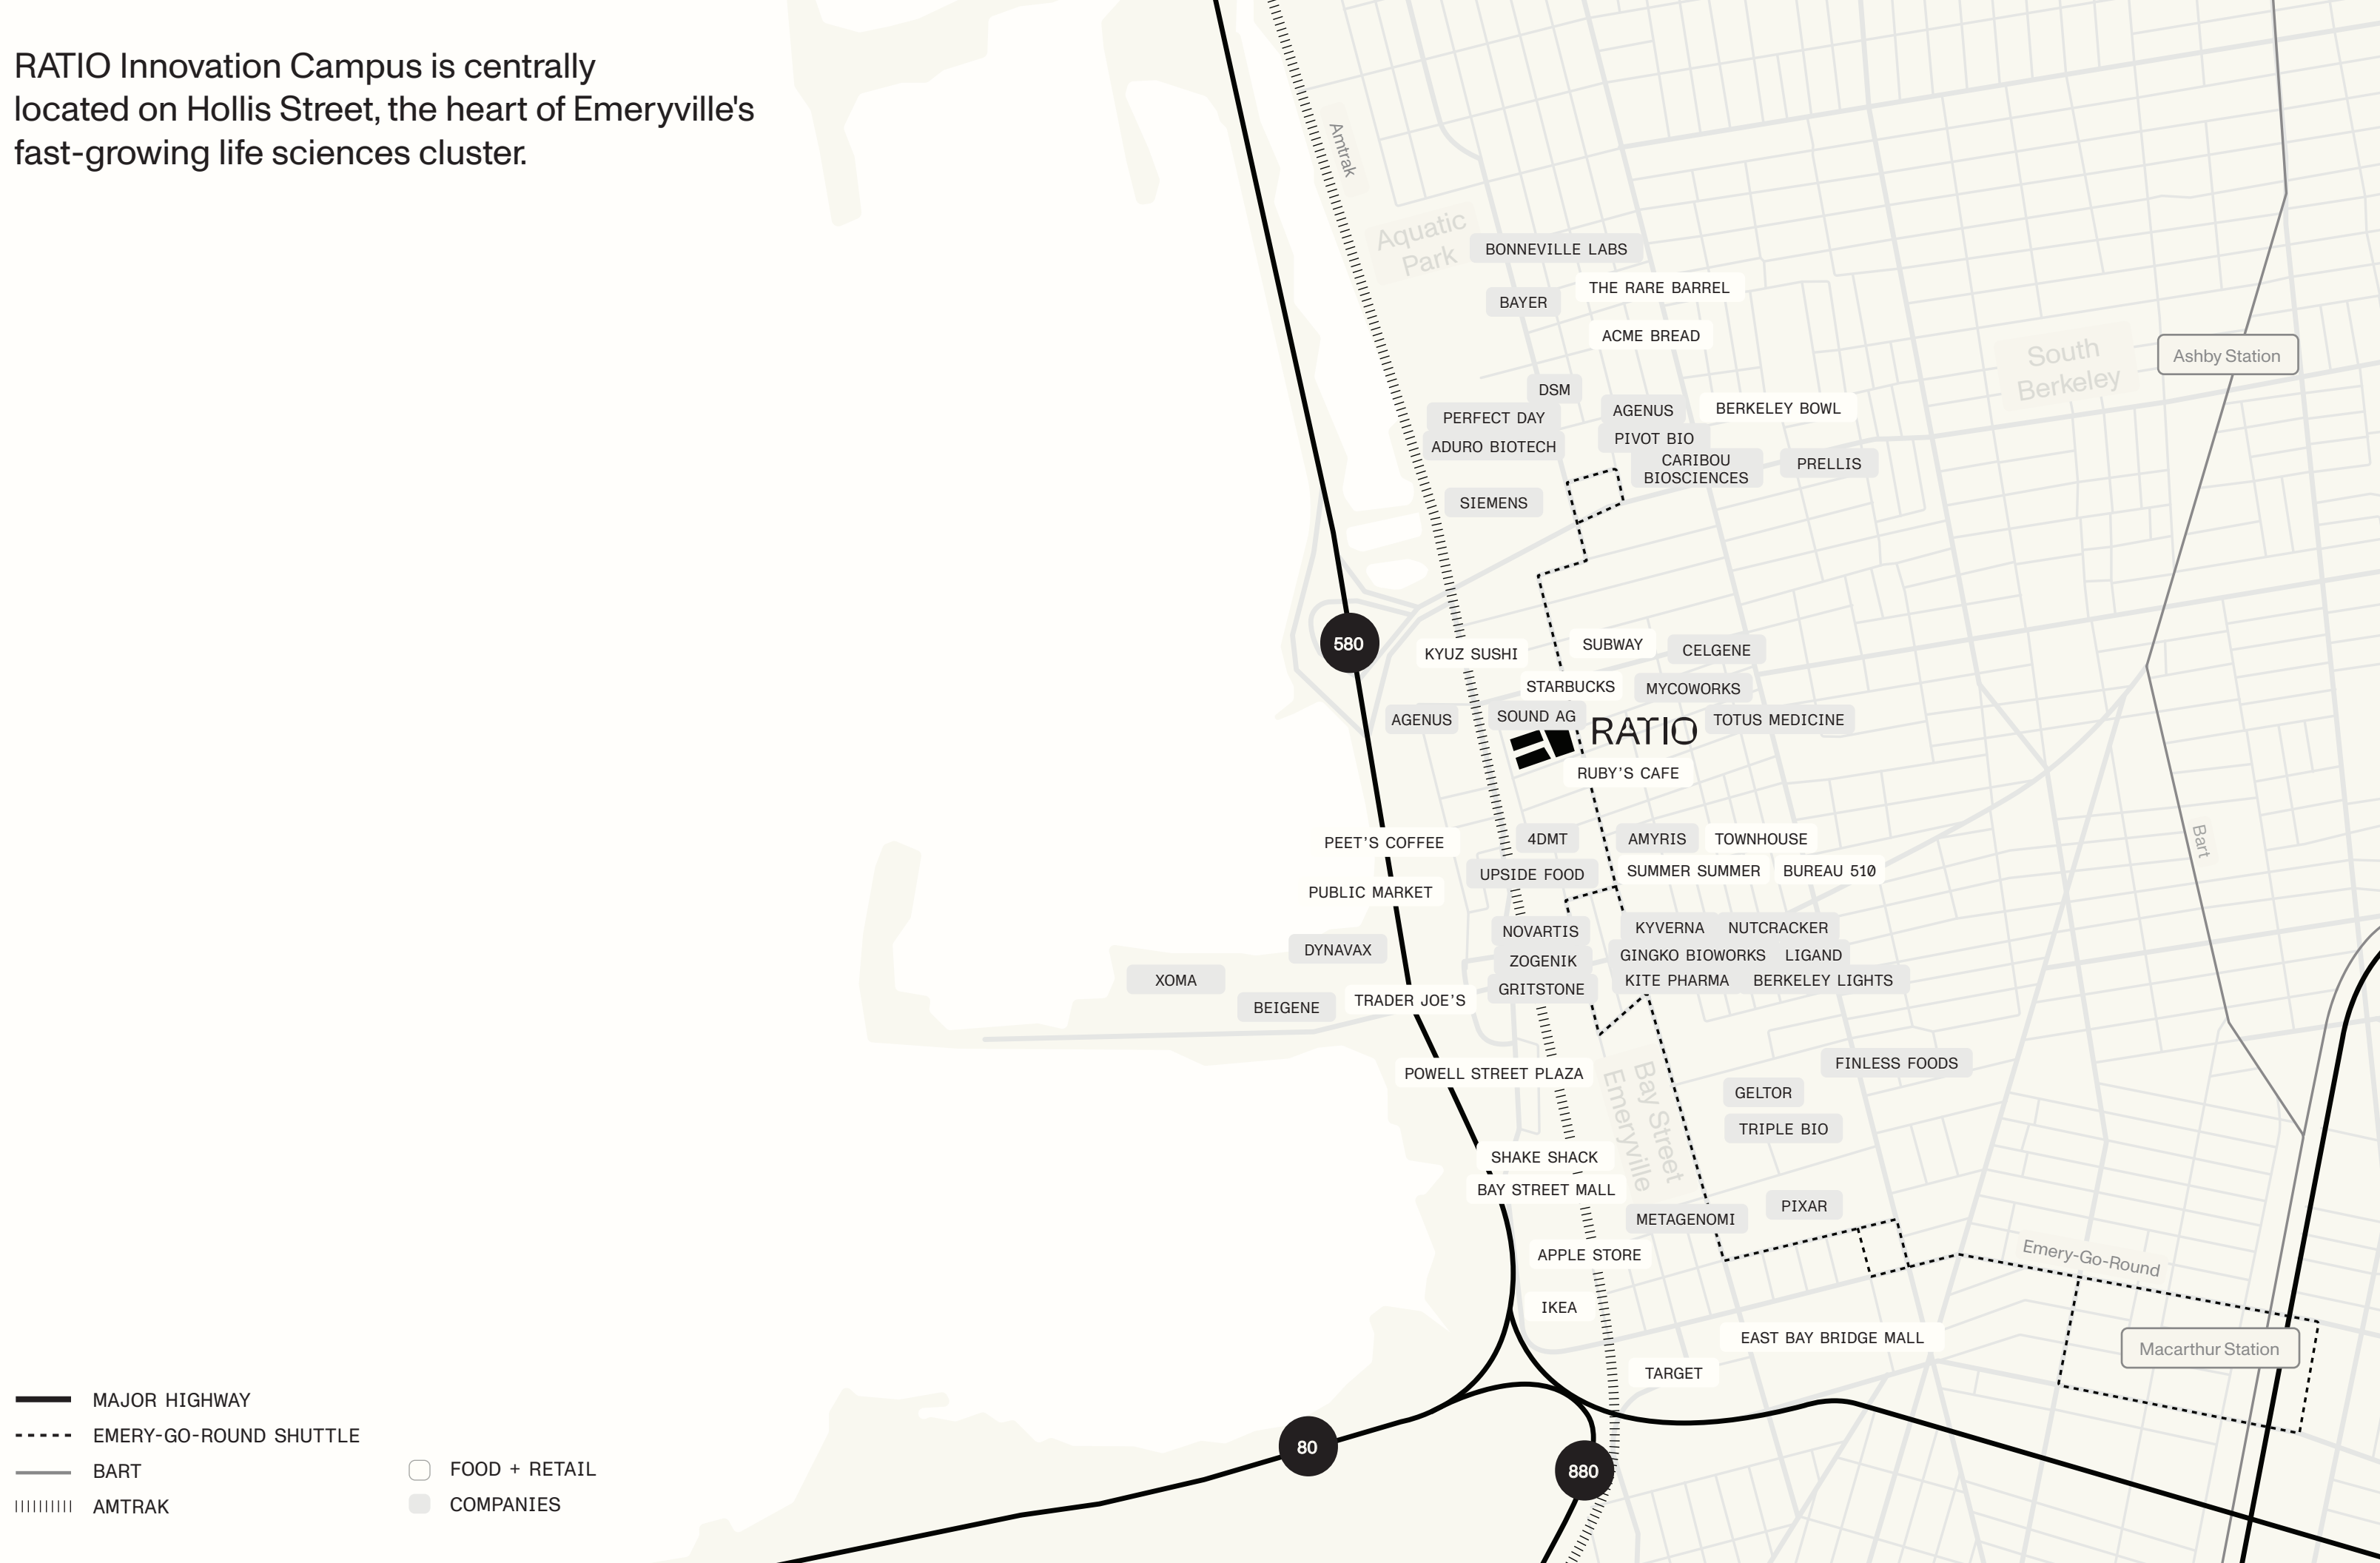 RATIO Innovation Campus is centrally
located on Hollis Street, the heart of Emeryville's
fast-growing life sciences cluster.
Amtrak
Aquatic
Park
BONNEVILLE LABS
THE RARE BARREL
BAYER
ACME BREAD
South
Berkeley
Ashby Station
DSM
PERFECT DAY
AGENUS
BERKELEY BOWL
ADURO BIOTECH
PIVOT BIO
CARIBOU
BIOSCIENCES
PRELLIS
SIEMENS
580
KYUZ SUSHI
SUBWAY
CELGENE
STARBUCKS
MYCOWORKS
AGENUS
SOUND AG
RATIO
TOTUS MEDICINE
RUBY'S CAFE
PEET'S COFFEE
4DMT
AMYRIS
TOWNHOUSE
Bart
UPSIDE FOOD
SUMMER SUMMER
BUREAU 510
PUBLIC MARKET
NOVARTIS
KYVERNA
NUTCRACKER
DYNAVAX
ZOGENIK
GINGKO BIOWORKS
LIGAND
XOMA
GRITSTONE
KITE PHARMA
BERKELEY LIGHTS
BEIGENE
TRADER JOE'S
POWELL STREET PLAZA
Bay Street
Emeryville
FINLESS FOODS
GELTOR
TRIPLE BIO
SHAKE SHACK
BAY STREET MALL
METAGENOMI
PIXAR
APPLE STORE
Emery-Go-Round
IKEA
EAST BAY BRIDGE MALL
Macarthur Station
TARGET
80
880
MAJOR HIGHWAY
EMERY-GO-ROUND SHUTTLE
BART
AMTRAK
FOOD + RETAIL
COMPANIES